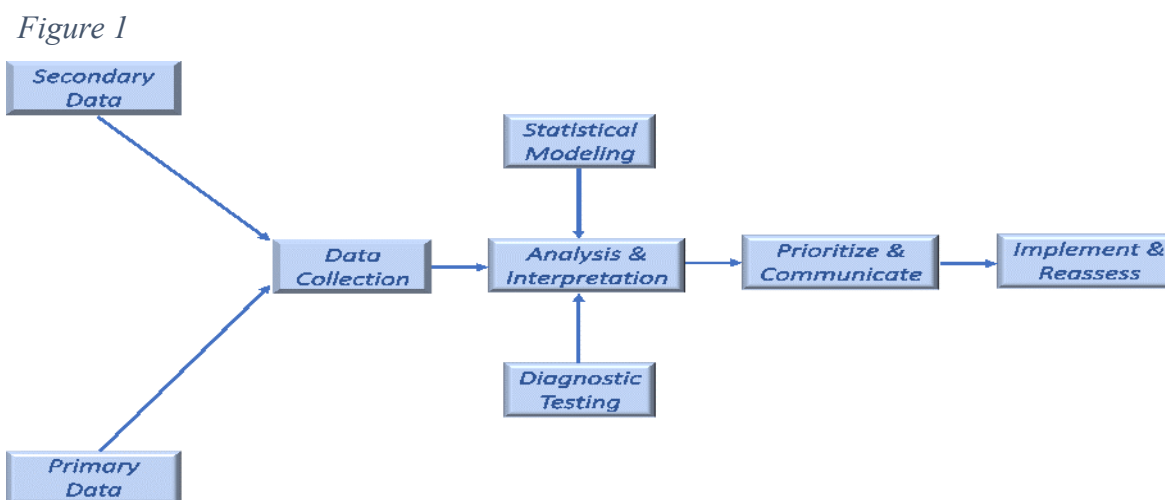 Figure 1
Secondary
Data
Statistical
Modeling
Data
Collection
Analysis &
Interpretation
Prioritize &
Communicate
Implement &
Reassess
Diagnostic
Testing
Primary
Data